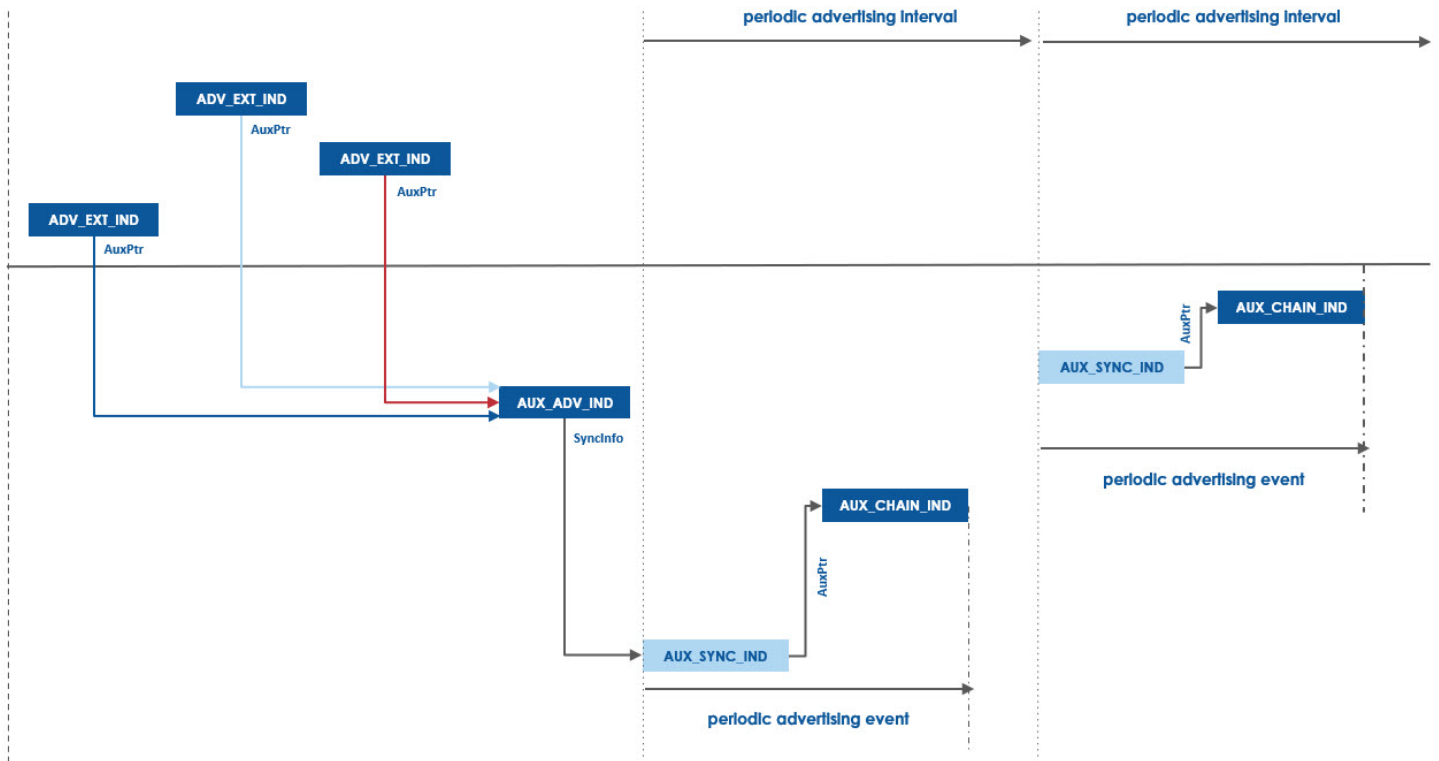 periodic advertising interval
periodic advertising interval
ADV_EXT_IND
AuxPtr
ADV_EXT_IND
AuxPtr
ADV_EXT_IND
AuxPtr
AUX_CHAIN_IND
AuxPtr
AUX_SYNC_IND
AUX_ADV_IND
SyncInfo
periodic advertising event
AUX_CHAIN_IND
AuxPtr
AUX_SYNC_IND
periodic advertising event